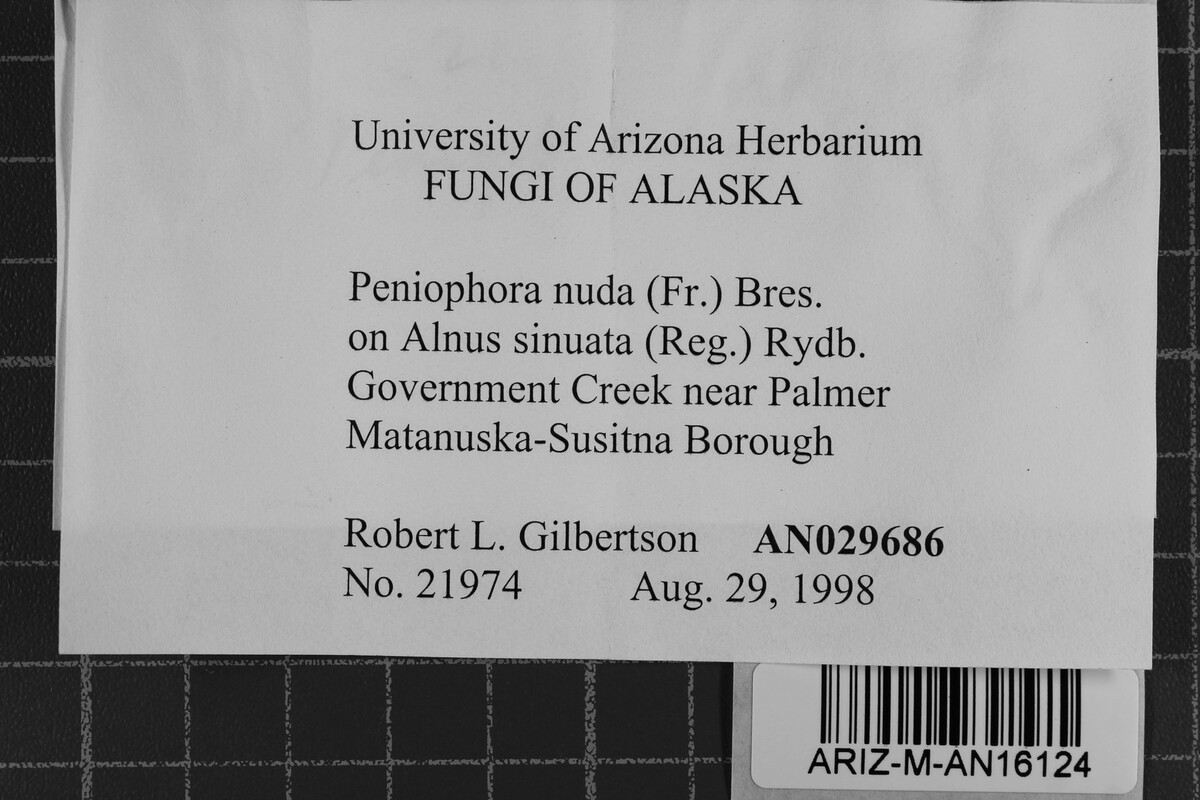 University of Arizona Herbarium
FUNGI OF ALASKA
Peniophora nuda (Fr.) Bres.
on Alnus sinuata (Reg.) Rydb.
Government Creek near Palmer
Matanuska-Susitna Borough
Robert L. Gilbertson AN029686
No. 21974 Aug. 29, 1998
ARIZ-M-AN16124